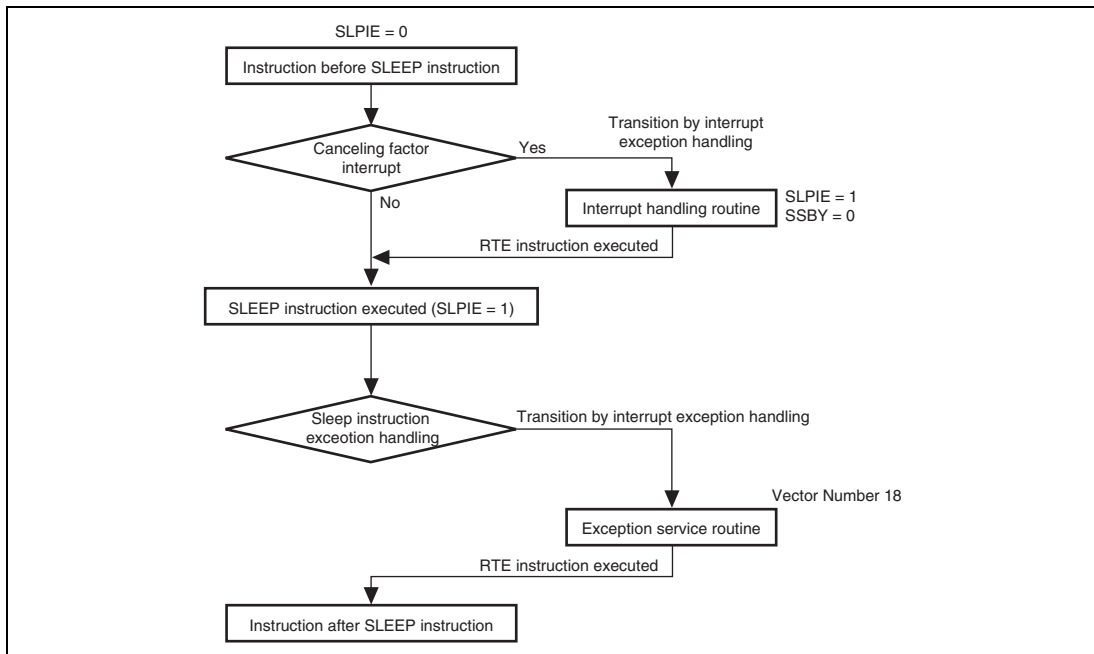 SLPIE = 0
Instruction before SLEEP instruction
Transition by interrupt
exception handling
Canceling factor
interrupt
Yes
No
Interrupt handling routine
SLPIE = 1
SSBY = 0
RTE instruction executed
SLEEP instruction executed (SLPIE = 1)
Sleep instruction
exceotion handling
Transition by interrupt exception handling
Vector Number 18
Exception service routine
RTE instruction executed
Instruction after SLEEP instruction